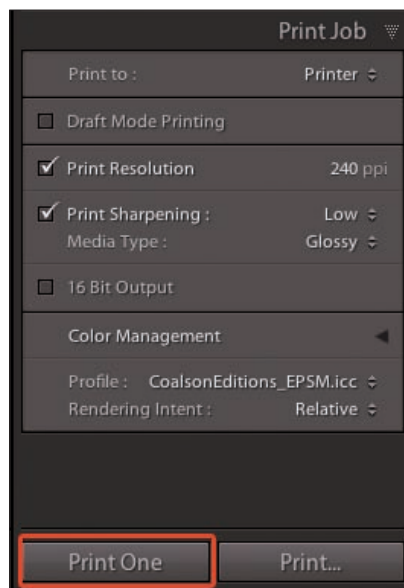 Print Job
Print to : Printer
Draft Mode Printing
Print Resolution 240 ppi
Print Sharpening : Low
Media Type : Glossy
16 Bit Output
Color Management
Profile : CoalsonEditions_EPSM.icc
Rendering Intent : Relative
Print One Print...